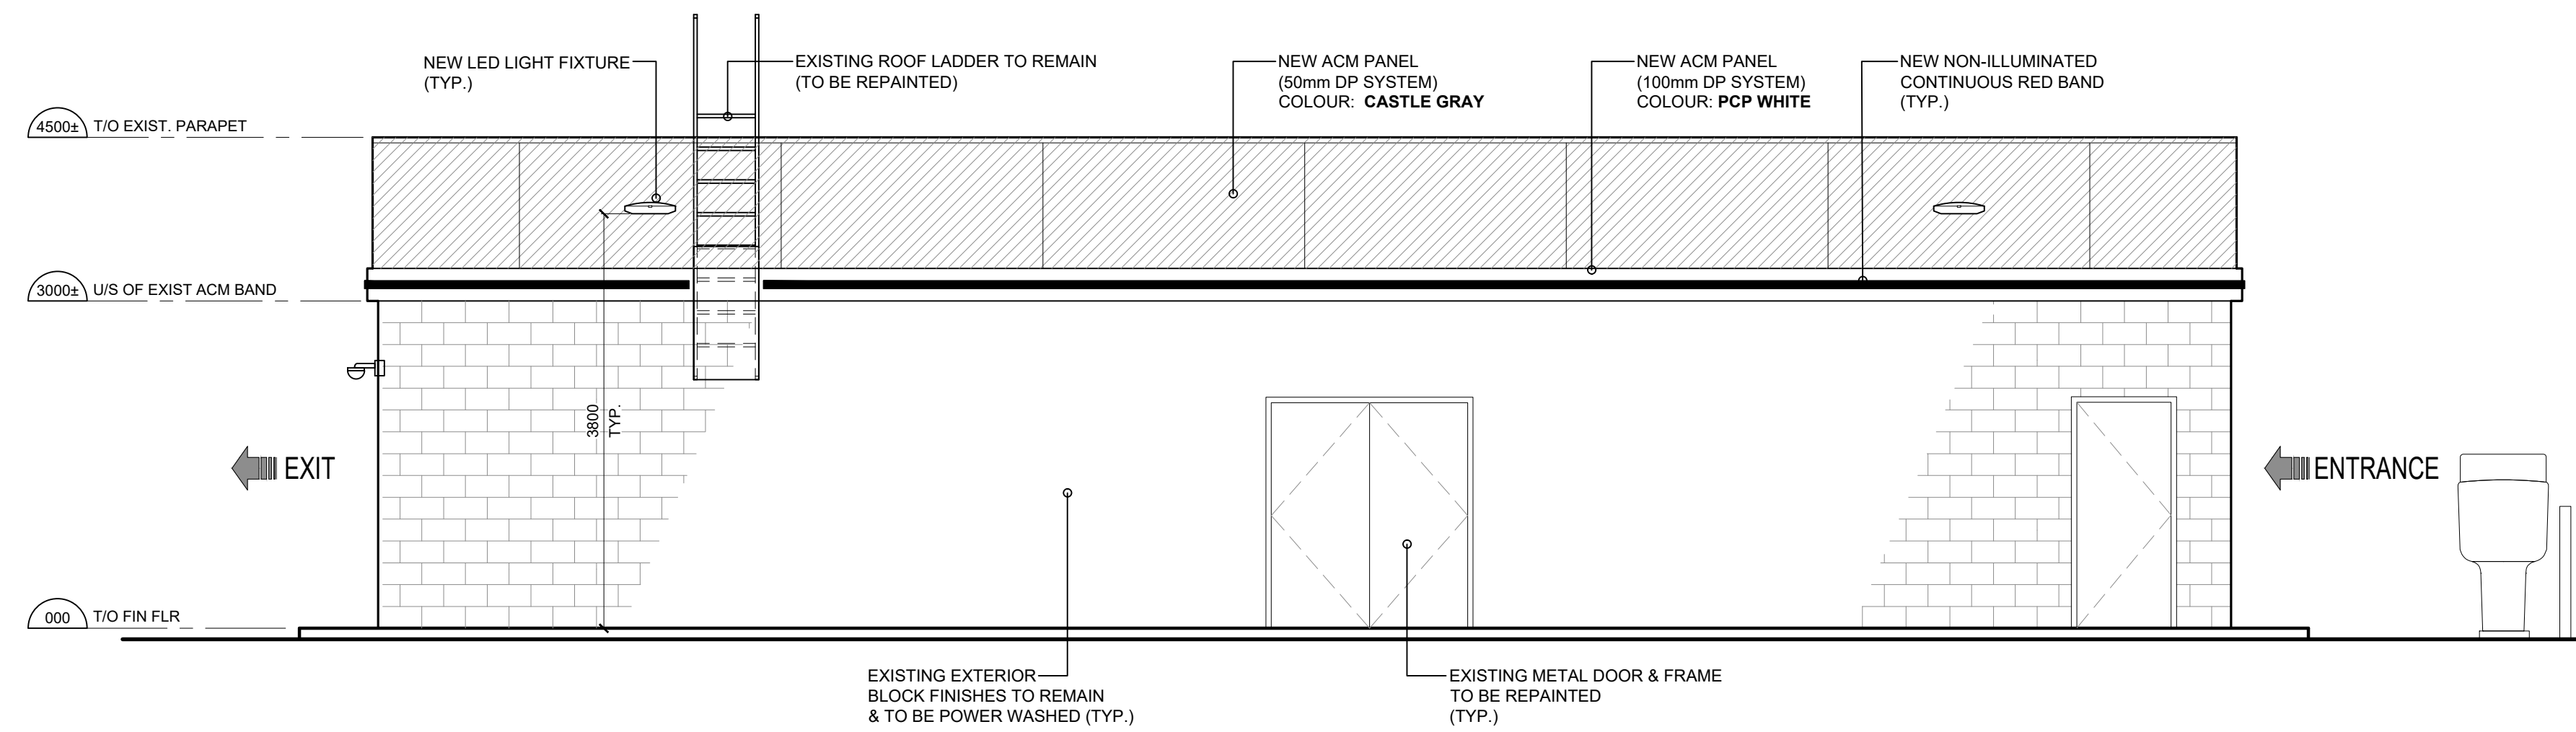 NEW LED LIGHT FIXTURE
(TYP.)
EXISTING ROOF LADDER TO REMAIN
(TO BE REPAINTED)
NEW ACM PANEL
(50mm DP SYSTEM)
COLOUR: CASTLE GRAY
NEW ACM PANEL
(100mm DP SYSTEM)
COLOUR: PCP WHITE
NEW NON-ILLUMINATED
CONTINUOUS RED BAND
(TYP.)
4500± T/O EXIST. PARAPET
3000± U/S OF EXIST ACM BAND
3800
TYP.
EXIT
ENTRANCE
000 T/O FIN FLR
EXISTING EXTERIOR
BLOCK FINISHES TO REMAIN
& TO BE POWER WASHED (TYP.)
EXISTING METAL DOOR & FRAME
TO BE REPAINTED
(TYP.)